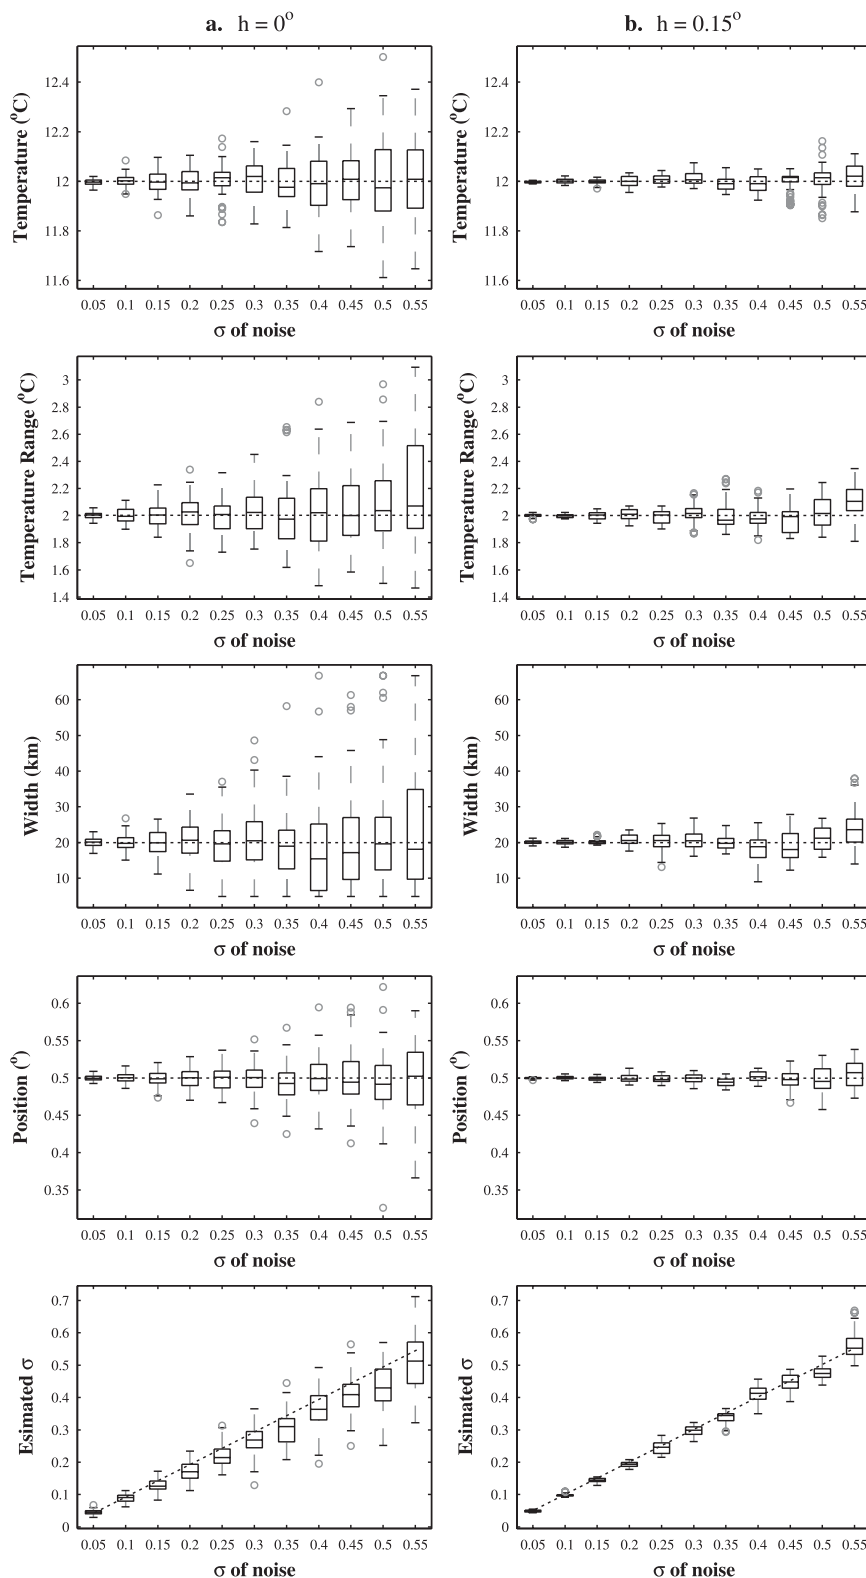 a. h = 0°
b. h = 0.15°
Temperature (°C)
12.4
12.2
12
11.8
11.6
0.05 0.1 0.15 0.2 0.25 0.3 0.35 0.4 0.45 0.5 0.55
σ of noise
Temperature (°C)
12.4
12.2
12
11.8
11.6
0.05 0.1 0.15 0.2 0.25 0.3 0.35 0.4 0.45 0.5 0.55
σ of noise
Temperature Range (°C)
3
2.8
2.6
2.4
2.2
2
1.8
1.6
1.4
0.05 0.1 0.15 0.2 0.25 0.3 0.35 0.4 0.45 0.5 0.55
σ of noise
Temperature Range (°C)
3
2.8
2.6
2.4
2.2
2
1.8
1.6
1.4
0.05 0.1 0.15 0.2 0.25 0.3 0.35 0.4 0.45 0.5 0.55
σ of noise
Width (km)
60
50
40
30
20
10
0.05 0.1 0.15 0.2 0.25 0.3 0.35 0.4 0.45 0.5 0.55
σ of noise
Width (km)
60
50
40
30
20
10
0.05 0.1 0.15 0.2 0.25 0.3 0.35 0.4 0.45 0.5 0.55
σ of noise
Position (°)
0.6
0.55
0.5
0.45
0.4
0.35
0.05 0.1 0.15 0.2 0.25 0.3 0.35 0.4 0.45 0.5 0.55
σ of noise
Position (°)
0.6
0.55
0.5
0.45
0.4
0.35
0.05 0.1 0.15 0.2 0.25 0.3 0.35 0.4 0.45 0.5 0.55
σ of noise
Esimated σ
0.7
0.6
0.5
0.4
0.3
0.2
0.1
0
0.05 0.1 0.15 0.2 0.25 0.3 0.35 0.4 0.45 0.5 0.55
σ of noise
Esimated σ
0.7
0.6
0.5
0.4
0.3
0.2
0.1
0
0.05 0.1 0.15 0.2 0.25 0.3 0.35 0.4 0.45 0.5 0.55
σ of noise